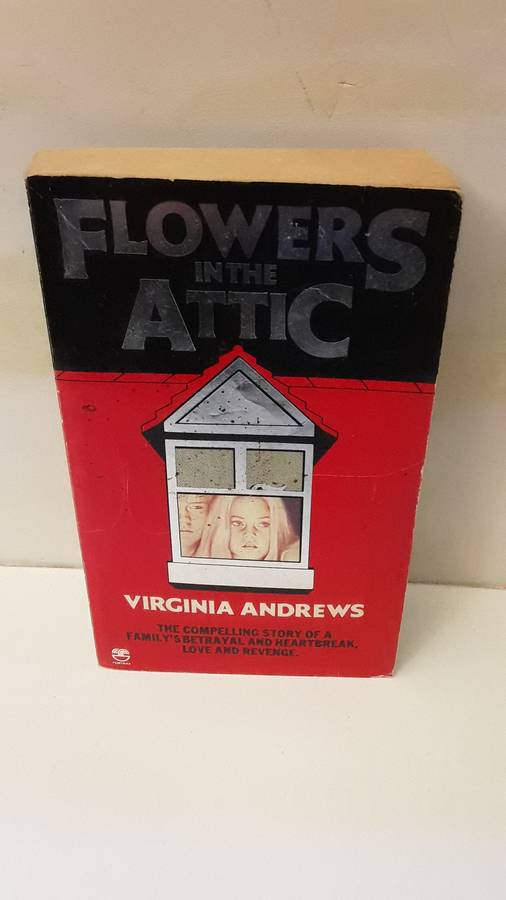 FLOWERS
IN THE
ATTIC
VIRGINIA ANDREWS
THE COMPELLING STORY OF A
FAMILY'S BETRAYAL AND HEARTBREAK,
LOVE AND REVENGE.